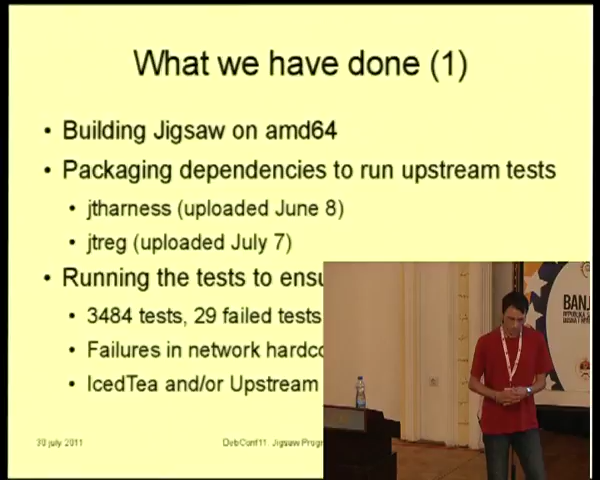 What we have done (1)
• Building Jigsaw on amd64
• Packaging dependencies to run upstream tests
• jtharness (uploaded June 8)
• jtreg (uploaded July 7)
• Running the tests to ensu
• 3484 tests, 29 failed tests
• Failures in network hardco
• IcedTea and/or Upstream
30 july 2011
DebConf11: Jigsaw Progr
BANJ